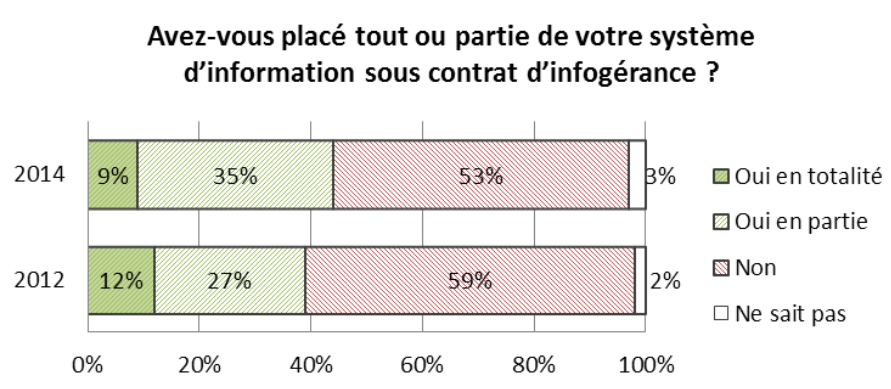 Avez-vous placé tout ou partie de votre système
d'information sous contrat d'infogérance ?
2014
9%
35%
53%
3%
2012
12%
27%
59%
2%
0%
20%
40%
60%
80%
100%
Oui en totalité
Oui en partie
Non
Ne sait pas